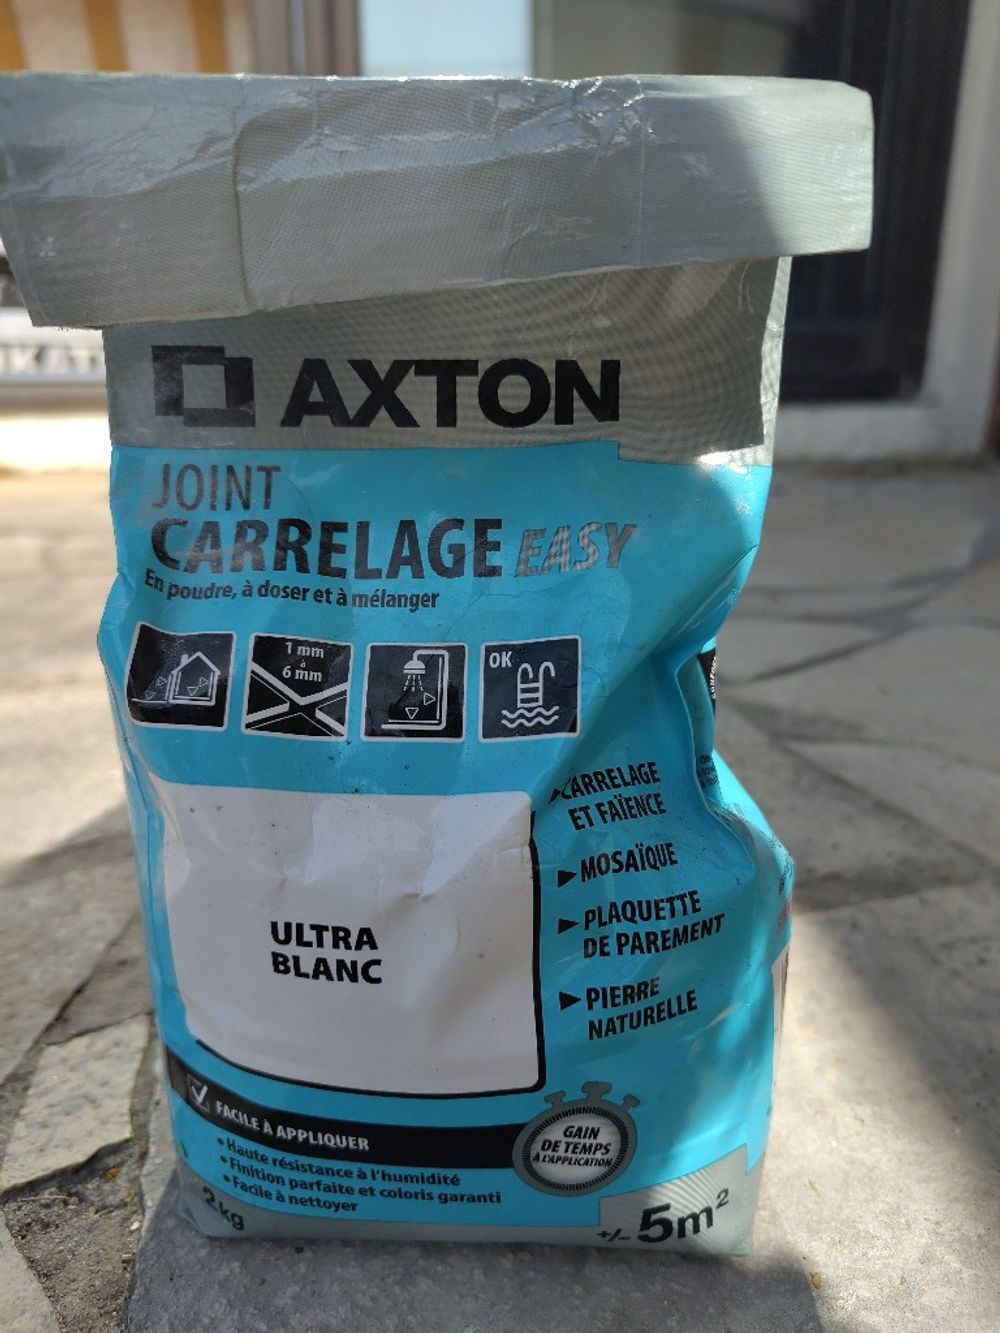 AXTON
JOINT
CARRELAGE EASY
En poudre, à doser et à mélanger
1 mm
à
6 mm
OK
CARRELAGE
ET FAÏENCE
MOSAÏQUE
PLAQUETTE
DE PAREMENT
PIERRE
NATURELLE
ULTRA
BLANC
FACILE À APPLIQUER
• Haute résistance à l'humidité
• Finition parfaite et coloris garanti
• Facile à nettoyer
GAIN
DE TEMPS
À L'APPLICATION
2kg
+/- 5m²